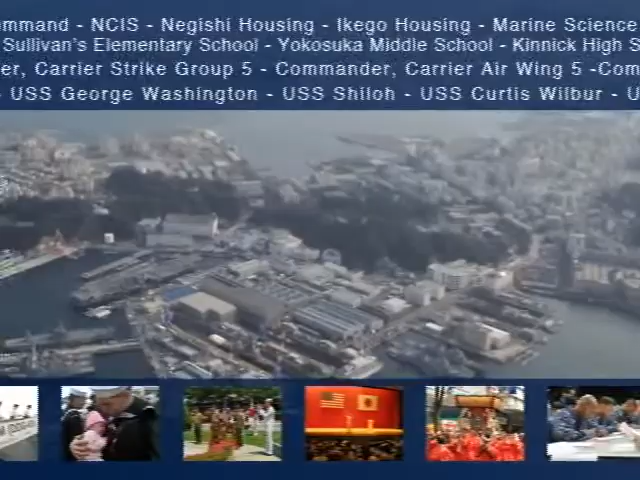 ommand - NCIS - Negishi Housing - Ikego Housing - Marine Science
Sullivan's Elementary School - Yokosuka Middle School - Kinnick High S
er, Carrier Strike Group 5 - Commander, Carrier Air Wing 5 -Com
- USS George Washington - USS Shiloh - USS Curtis Wilbur - U